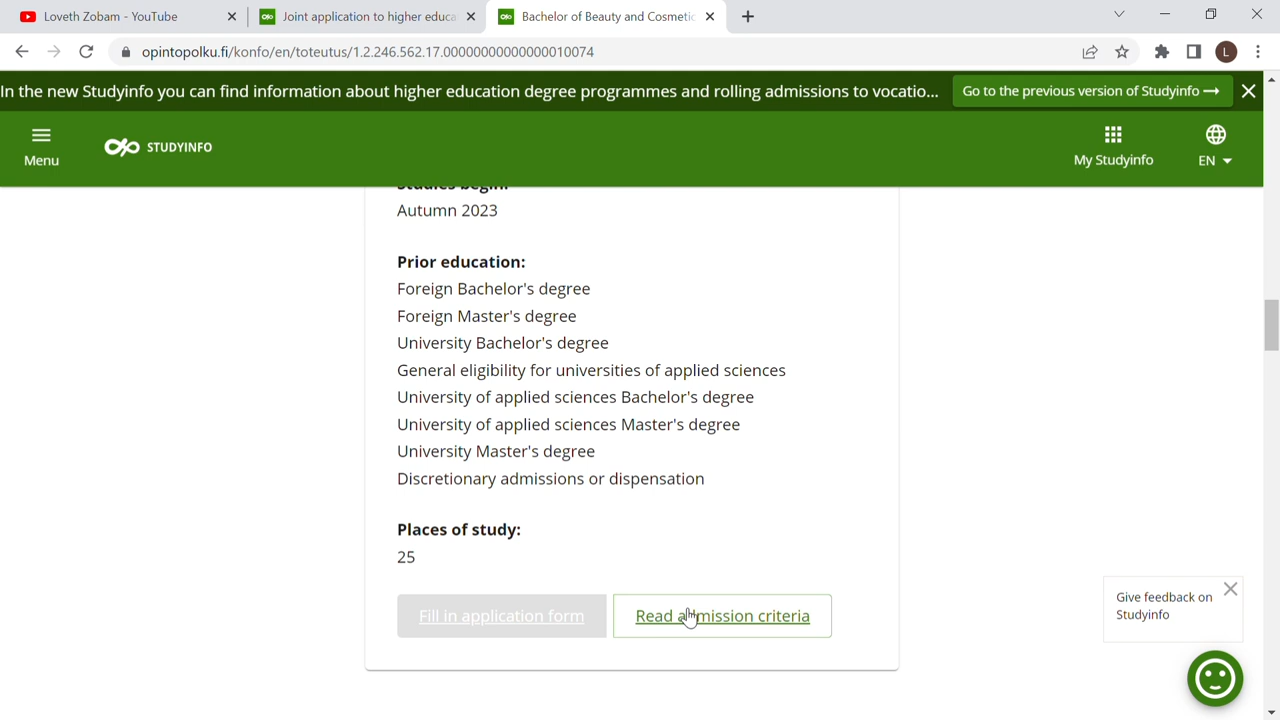 Loveth Zobam - YouTube
Joint application to higher educa
Bachelor of Beauty and Cosmetic
opintopolku.fi/konfo/en/toteutus/1.2.246.562.17.00000000000000010074
L
In the new Studyinfo you can find information about higher education degree programmes and rolling admissions to vocatio...
Go to the previous version of Studyinfo →
Menu
STUDYINFO
My Studyinfo
EN
Studies begin:
Autumn 2023
Prior education:
Foreign Bachelor's degree
Foreign Master's degree
University Bachelor's degree
General eligibility for universities of applied sciences
University of applied sciences Bachelor's degree
University of applied sciences Master's degree
University Master's degree
Discretionary admissions or dispensation
Places of study:
25
Fill in application form
Read admission criteria
Give feedback on
Studyinfo